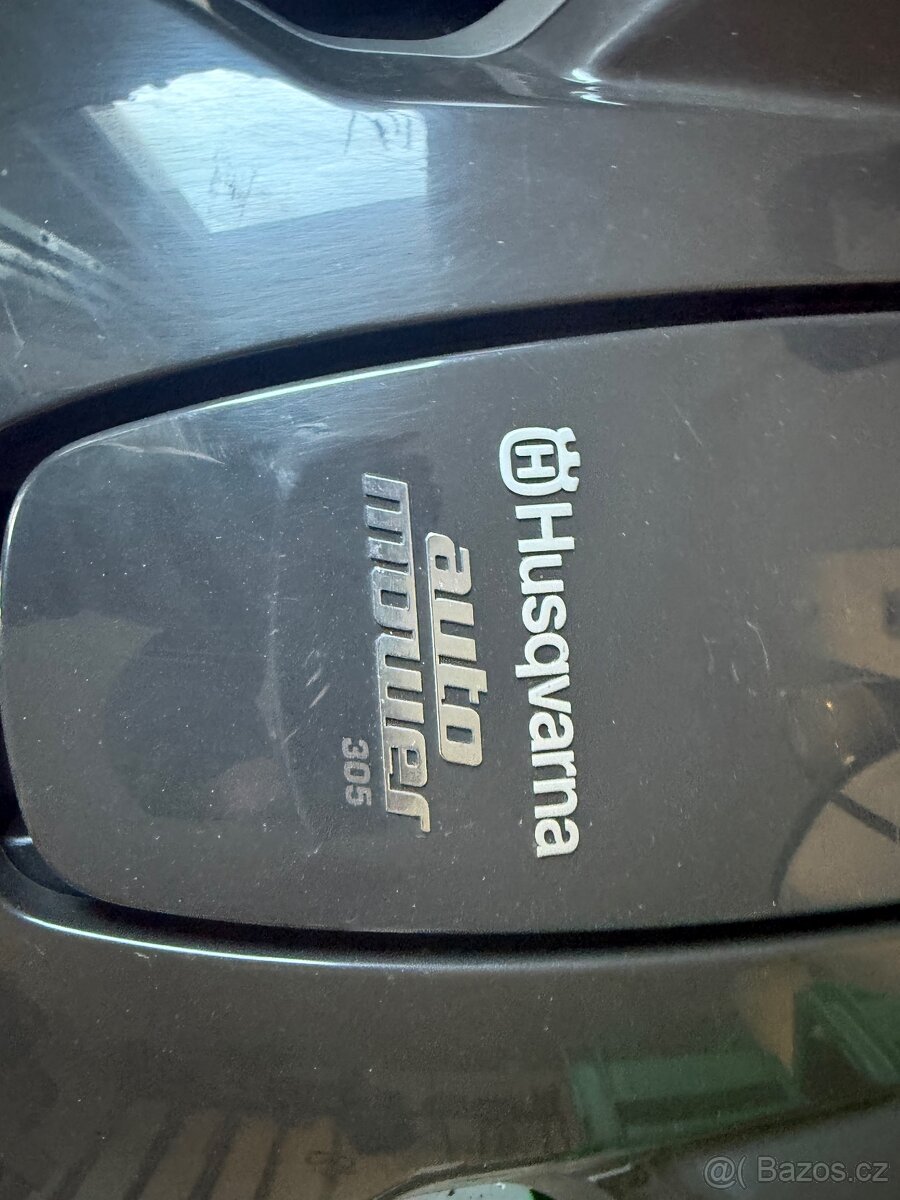 Husqvarna
auto
mower
305
@( Bazos.cz